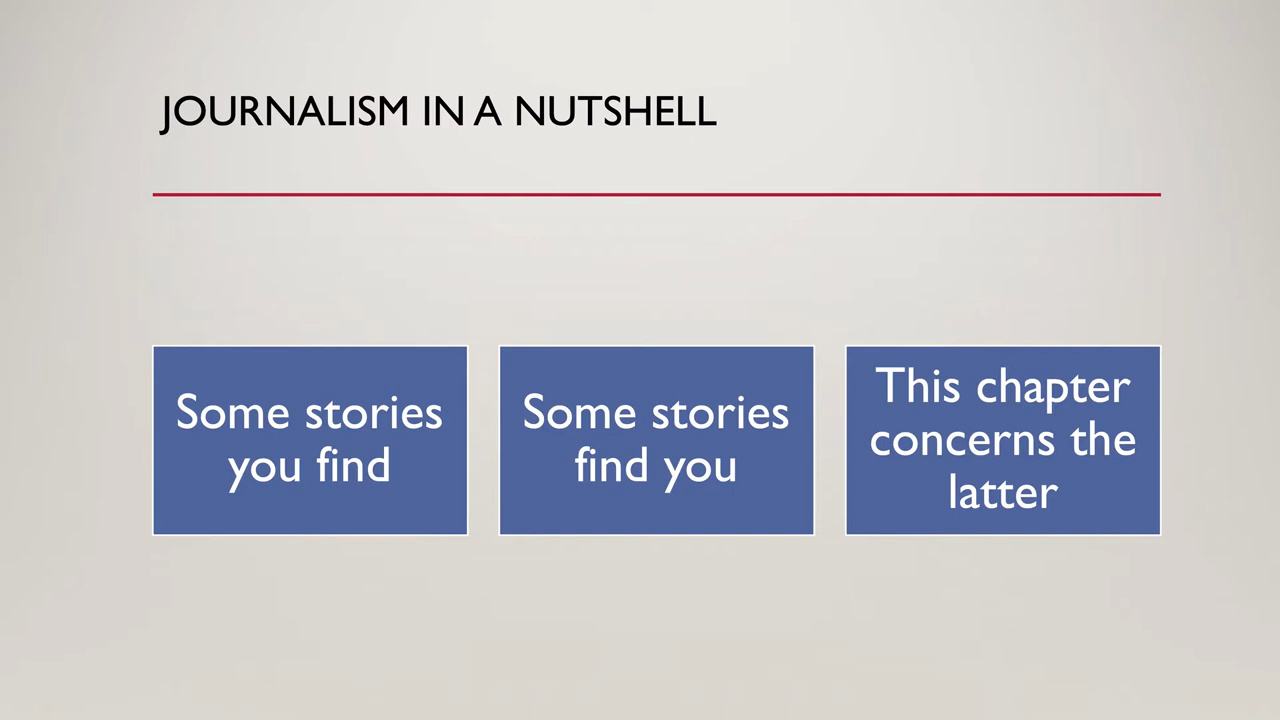 JOURNALISM IN A NUTSHELL
Some stories
you find
Some stories
find you
This chapter
concerns the
latter